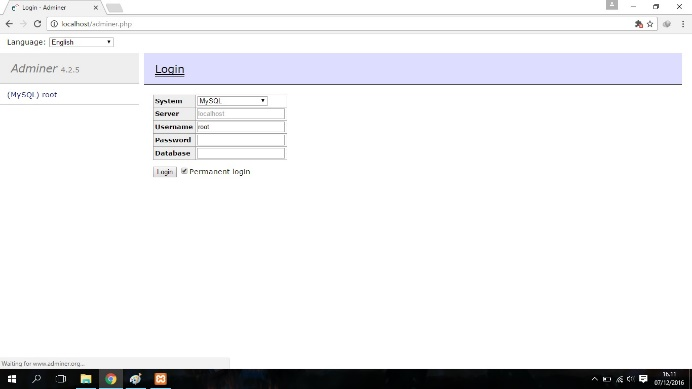 Login - Adminer
localhost/adminer.php
Language: English
Adminer 4.2.5
(MySQL) root
Login
System MySQL
Server localhost
Username root
Password
Database
Login Permanent login
Waiting for www.adminer.org...
16.11
07/12/2016